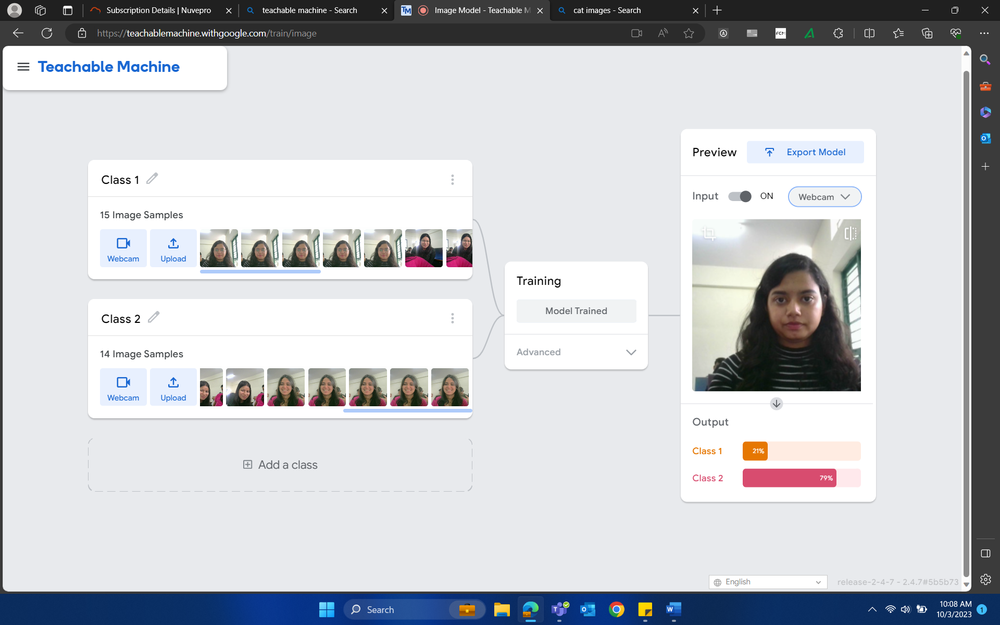 Subscription Details | Nuvepro
teachable machine - Search
Image Model - Teachable M
cat images - Search
https://teachablemachine.withgoogle.com/train/image
FCM
Teachable Machine
Class 1
15 Image Samples
Webcam
Upload
Class 2
14 Image Samples
Webcam
Upload
Add a class
Training
Model Trained
Advanced
Preview
Export Model
Input
ON
Webcam
Output
Class 1
21%
Class 2
79%
English
release-2-4-7 - 2.4.7#5b5b73
Search
10:08 AM
10/3/2023
1